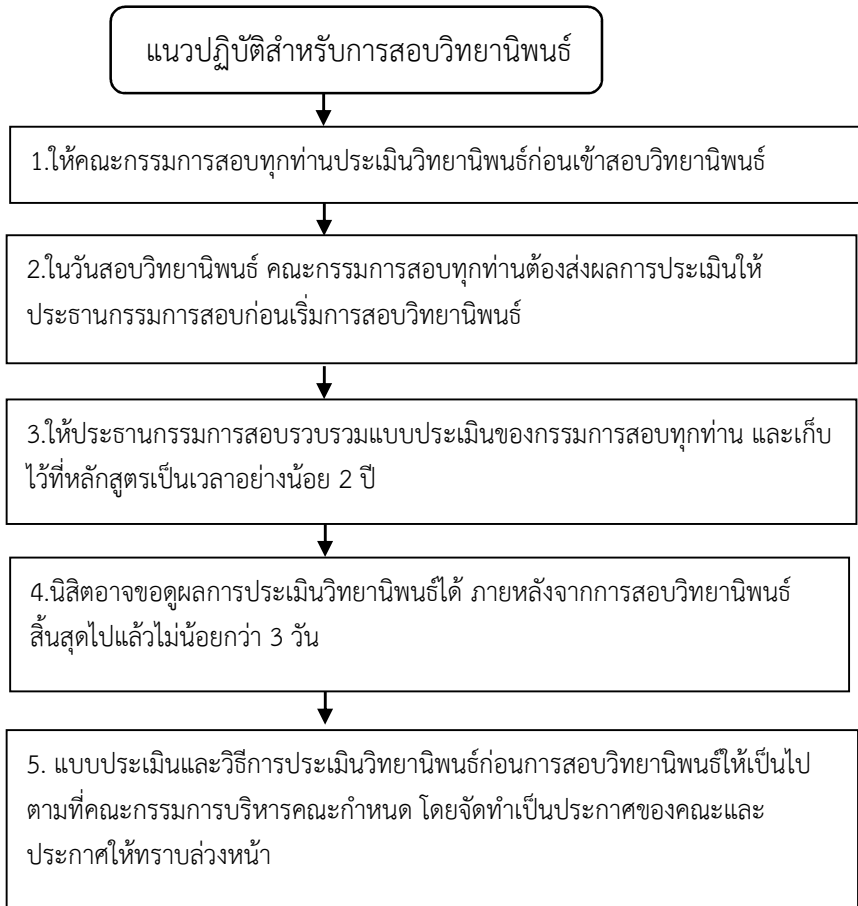 แนวปฏิบัติสำหรับการสอบวิทยานิพนธ์
1.ให้คณะกรรมการสอบทุกท่านประเมินวิทยานิพนธ์ก่อนเข้าสอบวิทยานิพนธ์
2.ในวันสอบวิทยานิพนธ์ คณะกรรมการสอบทุกท่านต้องส่งผลการประเมินให้
ประธานกรรมการสอบก่อนเริ่มการสอบวิทยานิพนธ์
3.ให้ประธานกรรมการสอบรวบรวมแบบประเมินของกรรมการสอบทุกท่าน และเก็บ
ไว้ที่หลักสูตรเป็นเวลาอย่างน้อย 2 ปี
4.นิสิตอาจขอดูผลการประเมินวิทยานิพนธ์ได้ ภายหลังจากการสอบวิทยานิพนธ์
สิ้นสุดไปแล้วไม่น้อยกว่า 3 วัน
5. แบบประเมินและวิธีการประเมินวิทยานิพนธ์ก่อนการสอบวิทยานิพนธ์ให้เป็นไป
ตามที่คณะกรรมการบริหารคณะกำหนด โดยจัดทำเป็นประกาศของคณะและ
ประกาศให้ทราบล่วงหน้า